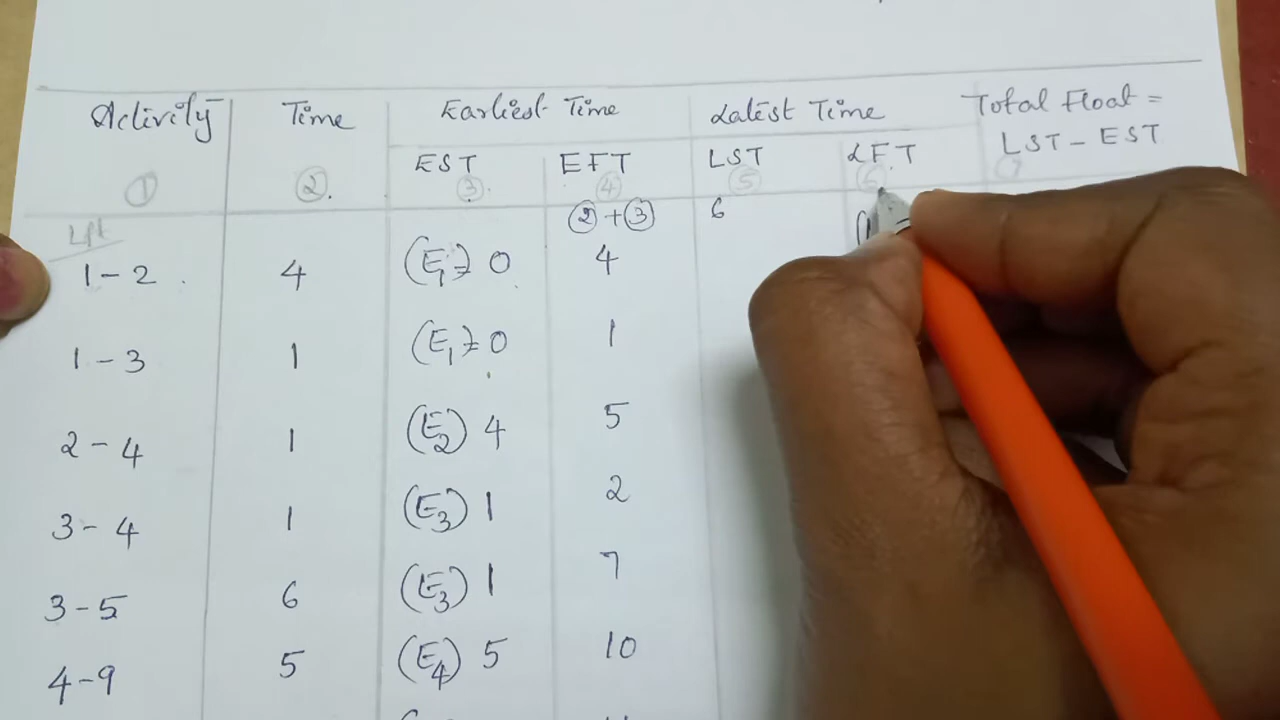 Activity Time Earliest Time Latest Time Total Float =
EST EFT LST LFT LST - EST
① ②. ③. ④ ⑤ ⑥ 7
②+③ 6
1-2 4 (E1) = 0 4
1-3 1 (E1) = 0 1
2-4 1 (E2) 4 5
3-4 1 (E3) 1 2
3-5 6 (E3) 1 7
4-9 5 (E4) 5 10